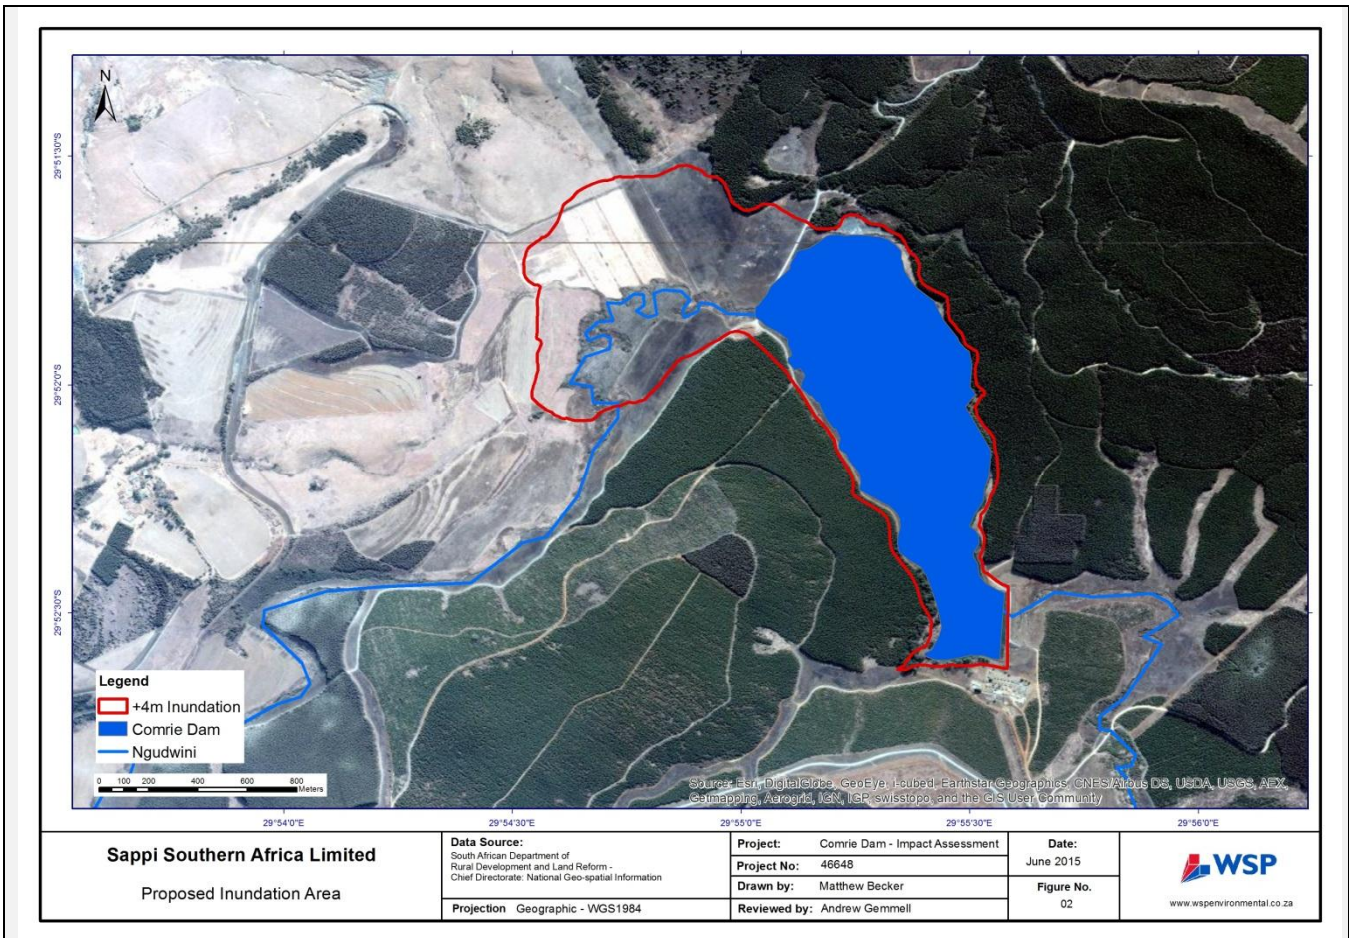 N
29°51'30"S
29°52'0"S
29°52'30"S
Legend
+4m Inundation
Comrie Dam
Ngudwini
0 100 200 400 600 800
Meters
Source: Esri, DigitalGlobe, GeoEye, i-cubed, Earthstar Geographics, CNES/Airbus DS, USDA, USGS, AEX,
Getmapping, Aerogrid, IGN, IGP, swisstopo, and the GIS User Community
29°54'0"E
29°54'30"E
29°55'0"E
29°55'30"E
29°56'0"E
Sappi Southern Africa Limited
Proposed Inundation Area
Data Source:
South African Department of
Rural Development and Land Reform -
Chief Directorate: National Geo-spatial Information
Projection Geographic - WGS1984
Project: Comrie Dam - Impact Assessment
Project No: 46648
Drawn by: Matthew Becker
Reviewed by: Andrew Gemmell
Date:
June 2015
Figure No.
02
WSP
www.wspenvironmental.co.za